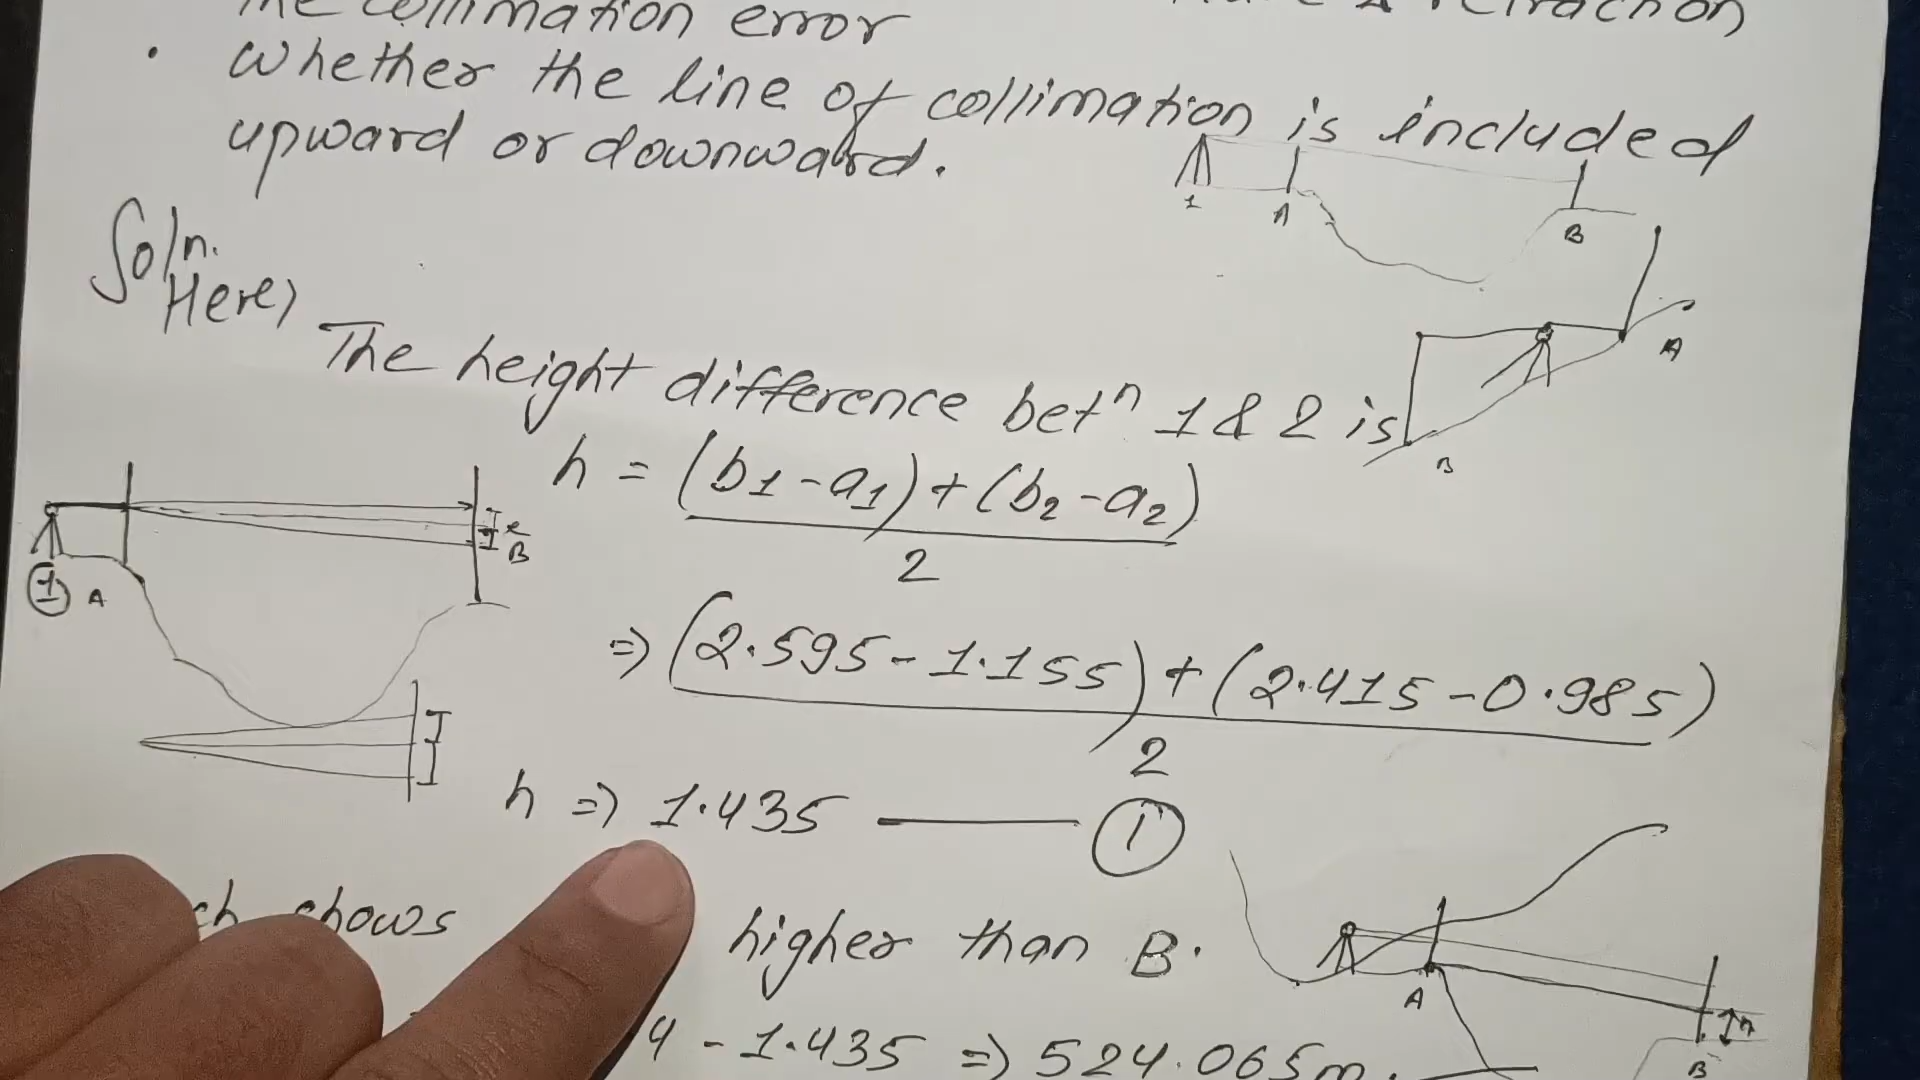 the collimation error
refraction
. Whether the line of collimation is included
upward or downward.
1 A B
Soln.
Here,
A
B
The height difference betⁿ 1 & 2 is
h = (b1 - a1) + (b2 - a2)
2
e
B
1 A
=> (2.595 - 1.155) + (2.415 - 0.985)
2
h => 1.435 ——— 1
shows higher than B.
A
h
B
4 - 1.435 => 524.065m.